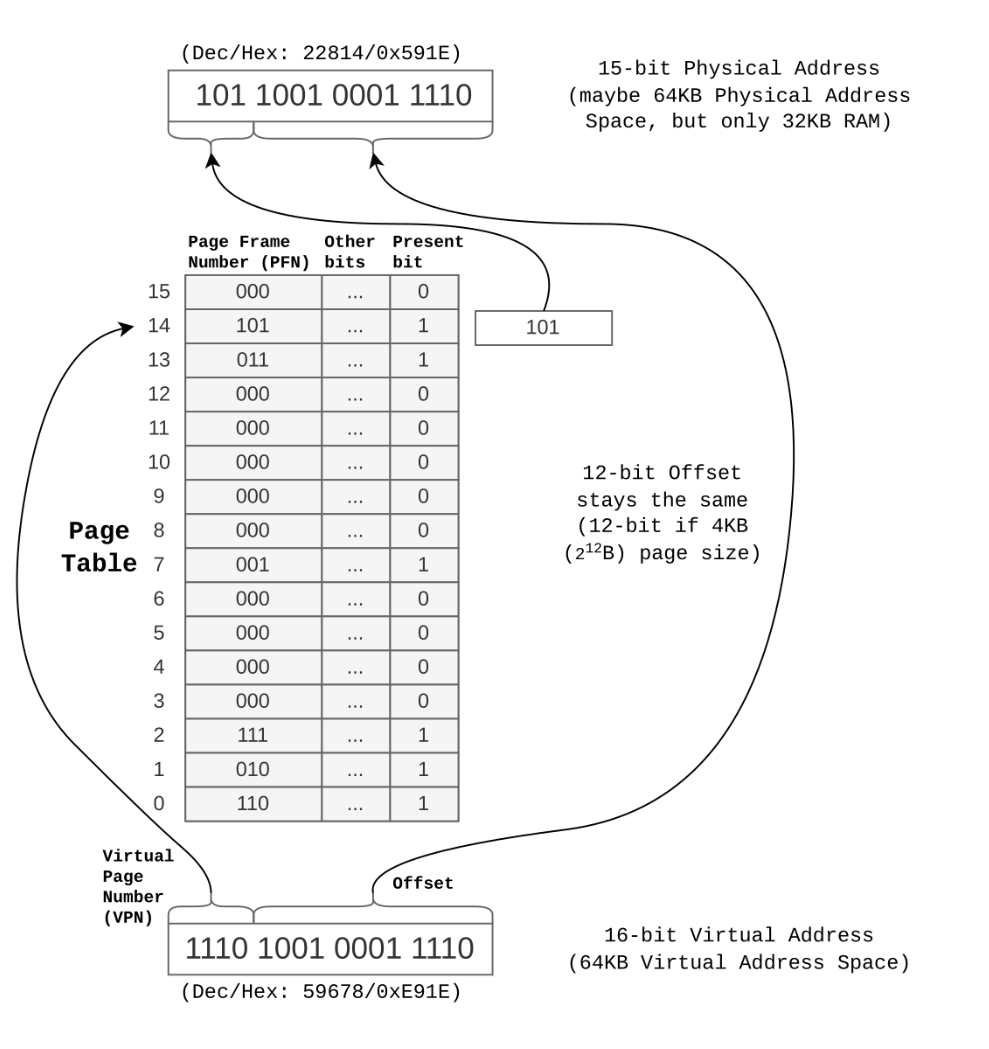 (Dec/Hex: 22814/0x591E)
101 1001 0001 1110
15-bit Physical Address
(maybe 64KB Physical Address
Space, but only 32KB RAM)
Page Frame Number (PFN) Other bits Present bit
15 000 ... 0
14 101 ... 1
101
13 011 ... 1
12 000 ... 0
11 000 ... 0
10 000 ... 0
9 000 ... 0
8 000 ... 0
7 001 ... 1
6 000 ... 0
5 000 ... 0
4 000 ... 0
3 000 ... 0
2 111 ... 1
1 010 ... 1
0 110 ... 1
Page
Table
12-bit Offset
stays the same
(12-bit if 4KB
(2¹²B) page size)
Virtual
Page
Number
(VPN)
Offset
1110 1001 0001 1110
(Dec/Hex: 59678/0xE91E)
16-bit Virtual Address
(64KB Virtual Address Space)